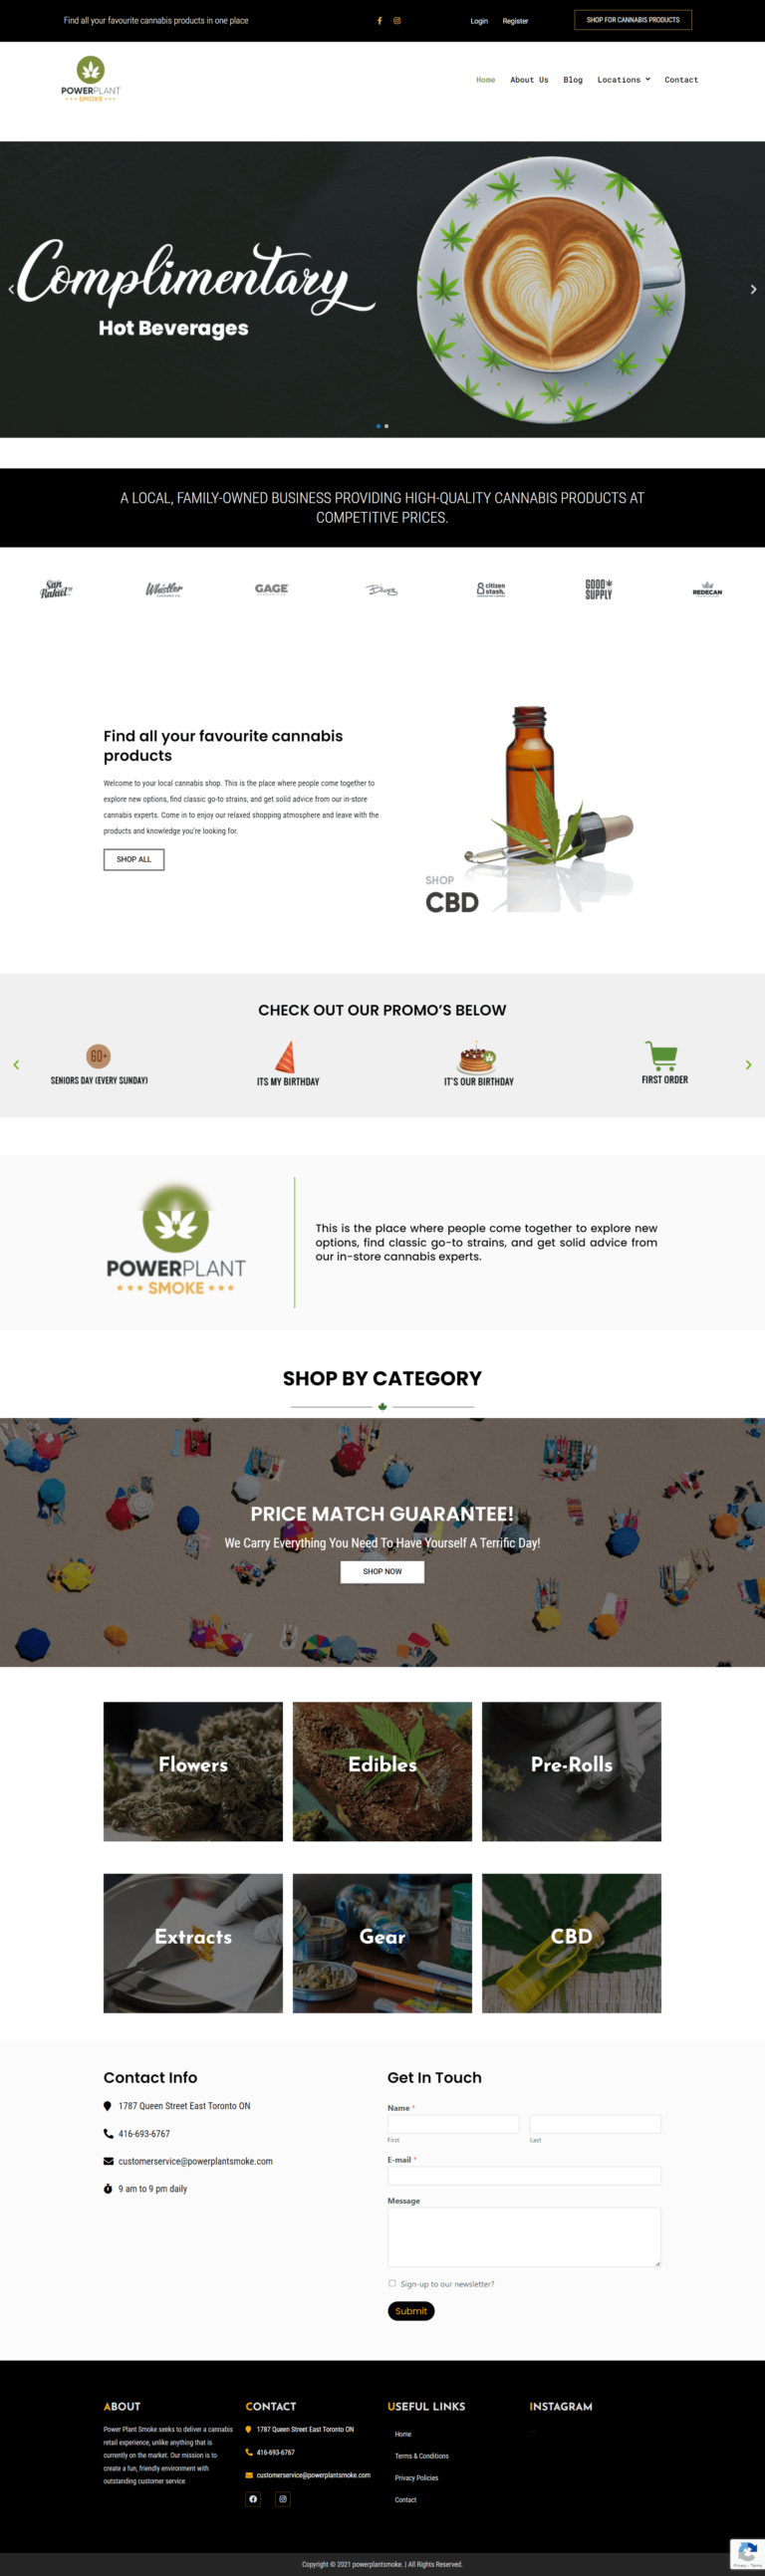 Find all your favourite cannabis products in one place
Login
Register
SHOP FOR CANNABIS PRODUCTS
POWERPLANT
SMOKE
Home
About Us
Blog
Locations
Contact
Complimentary
Hot Beverages
A LOCAL, FAMILY-OWNED BUSINESS PROVIDING HIGH-QUALITY CANNABIS PRODUCTS AT
COMPETITIVE PRICES.
San
Rafael
Whistler
GAGE
citizen
stash.
GOOD
SUPPLY
REDECAN
Find all your favourite cannabis
products
Welcome to your local cannabis shop. This is the place where people come together to
explore new options, find classic go-to strains, and get solid advice from our in-store
cannabis experts. Come in to enjoy our relaxed shopping atmosphere and leave with the
products and knowledge you're looking for.
SHOP ALL
SHOP
CBD
CHECK OUT OUR PROMO'S BELOW
60+
SENIORS DAY (EVERY SUNDAY)
ITS MY BIRTHDAY
IT'S OUR BIRTHDAY
FIRST ORDER
POWERPLANT
SMOKE
This is the place where people come together to explore new
options, find classic go-to strains, and get solid advice from
our in-store cannabis experts.
SHOP BY CATEGORY
PRICE MATCH GUARANTEE!
We Carry Everything You Need To Have Yourself A Terrific Day!
SHOP NOW
Flowers
Edibles
Pre-Rolls
Extracts
Gear
CBD
Contact Info
1787 Queen Street East Toronto ON
416-693-6767
customerservice@powerplantsmoke.com
9 am to 9 pm daily
Get In Touch
Name *
First
Last
E-mail *
Message
Sign-up to our newsletter?
Submit
ABOUT
Power Plant Smoke seeks to deliver a cannabis
retail experience, unlike anything that is
currently on the market. Our mission is to
create a fun, friendly environment with
outstanding customer service
CONTACT
1787 Queen Street East Toronto ON
416-693-6767
customerservice@powerplantsmoke.com
USEFUL LINKS
Home
Terms & Conditions
Privacy Policies
Contact
INSTAGRAM
Copyright © 2021 powerplantsmoke. | All Rights Reserved.
Privacy - Terms